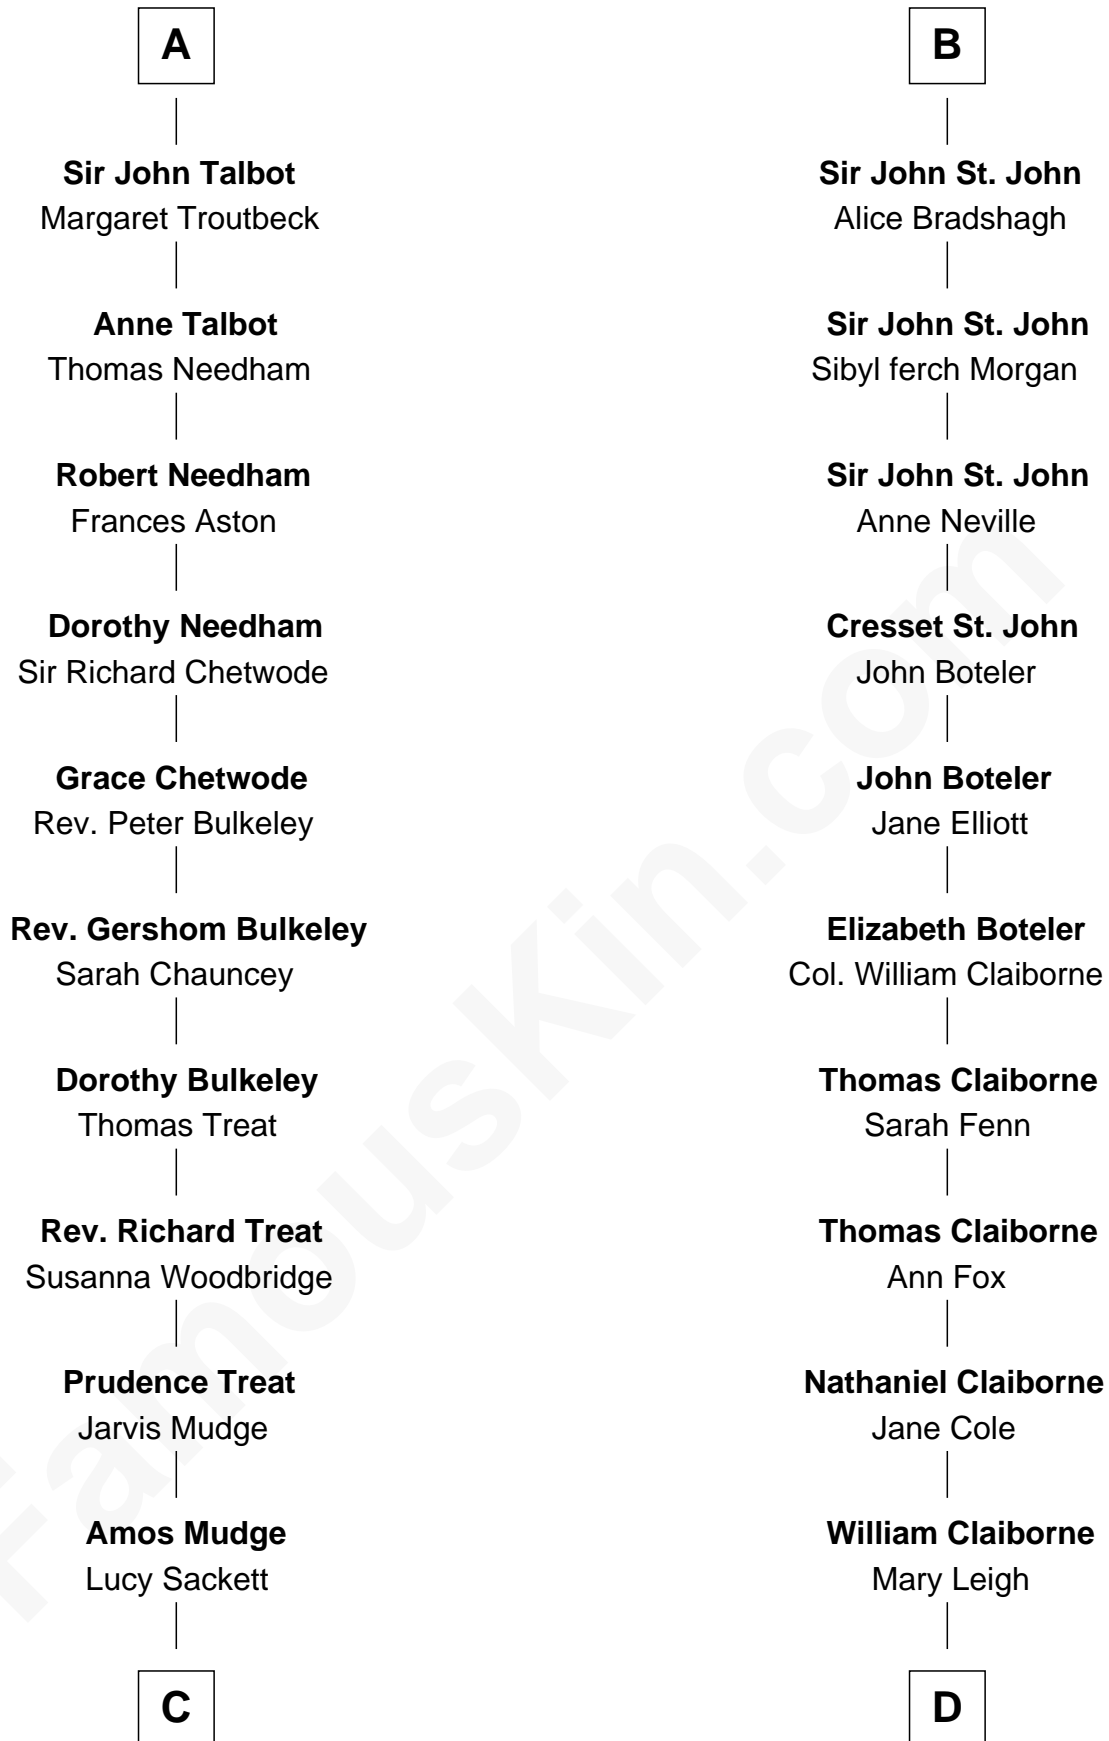 A
Sir John Talbot
Margaret Troutbeck
Anne Talbot
Thomas Needham
Robert Needham
Frances Aston
Dorothy Needham
Sir Richard Chetwode
Grace Chetwode
Rev. Peter Bulkeley
Rev. Gershom Bulkeley
Sarah Chauncey
Dorothy Bulkeley
Thomas Treat
Rev. Richard Treat
Susanna Woodbridge
Prudence Treat
Jarvis Mudge
Amos Mudge
Lucy Sackett
C
B
Sir John St. John
Alice Bradshagh
Sir John St. John
Sibyl ferch Morgan
Sir John St. John
Anne Neville
Cresset St. John
John Boteler
John Boteler
Jane Elliott
Elizabeth Boteler
Col. William Claiborne
Thomas Claiborne
Sarah Fenn
Thomas Claiborne
Ann Fox
Nathaniel Claiborne
Jane Cole
William Claiborne
Mary Leigh
D
FamousKin.com